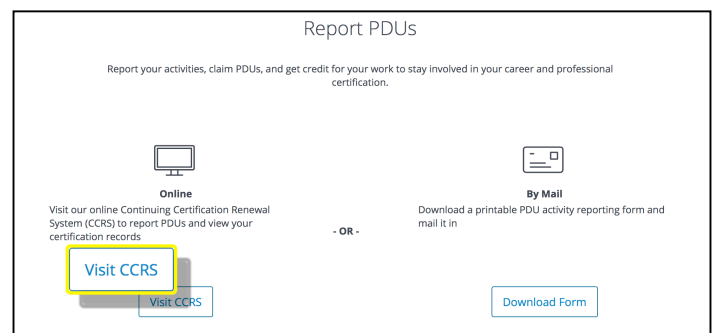 Report PDUs
Report your activities, claim PDUs, and get credit for your work to stay involved in your career and professional
certification.
Online
Visit our online Continuing Certification Renewal
System (CCRS) to report PDUs and view your
certification records
Visit CCRS
Visit CCRS
- OR -
By Mail
Download a printable PDU activity reporting form and
mail it in
Download Form